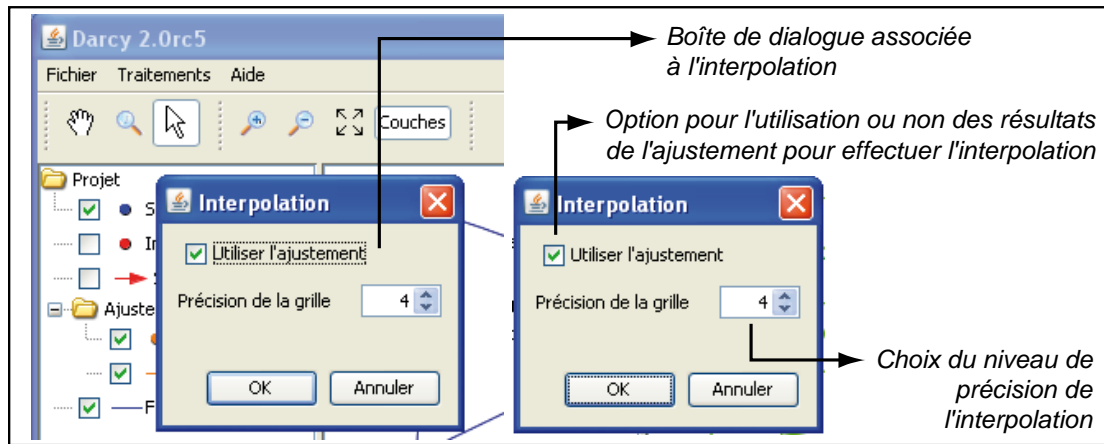 Darcy 2.0rc5
Boîte de dialogue associée
à l'interpolation
Fichier Traitements Aide
Couches
Option pour l'utilisation ou non des résultats
de l'ajustement pour effectuer l'interpolation
Projet
S
Interpolation
Utiliser l'ajustement
Précision de la grille
4
OK Annuler
Interpolation
Utiliser l'ajustement
Précision de la grille
4
OK Annuler
Ajuste
F
Choix du niveau de
précision de
l'interpolation